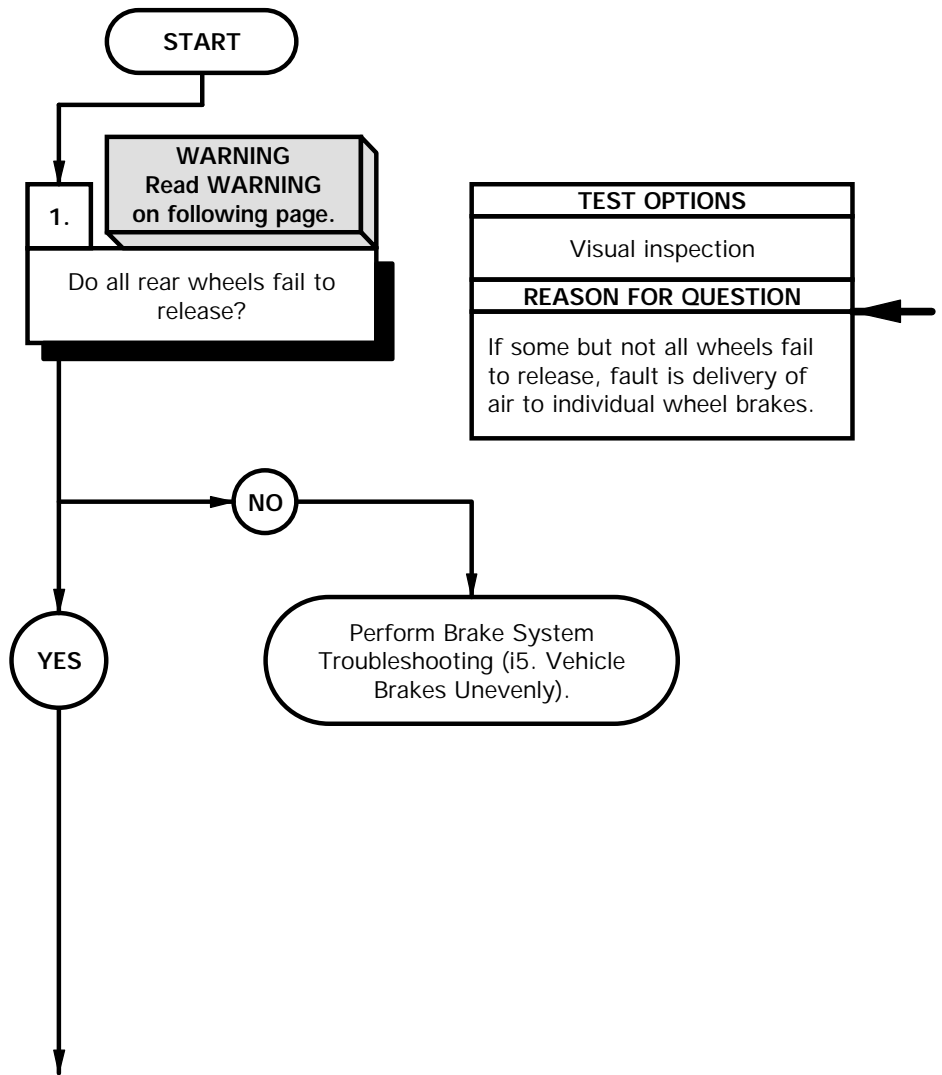 START
WARNING
Read WARNING
on following page.
1.
Do all rear wheels fail to
release?
TEST OPTIONS
Visual inspection
REASON FOR QUESTION
If some but not all wheels fail
to release, fault is delivery of
air to individual wheel brakes.
NO
YES
Perform Brake System
Troubleshooting (i5. Vehicle
Brakes Unevenly).